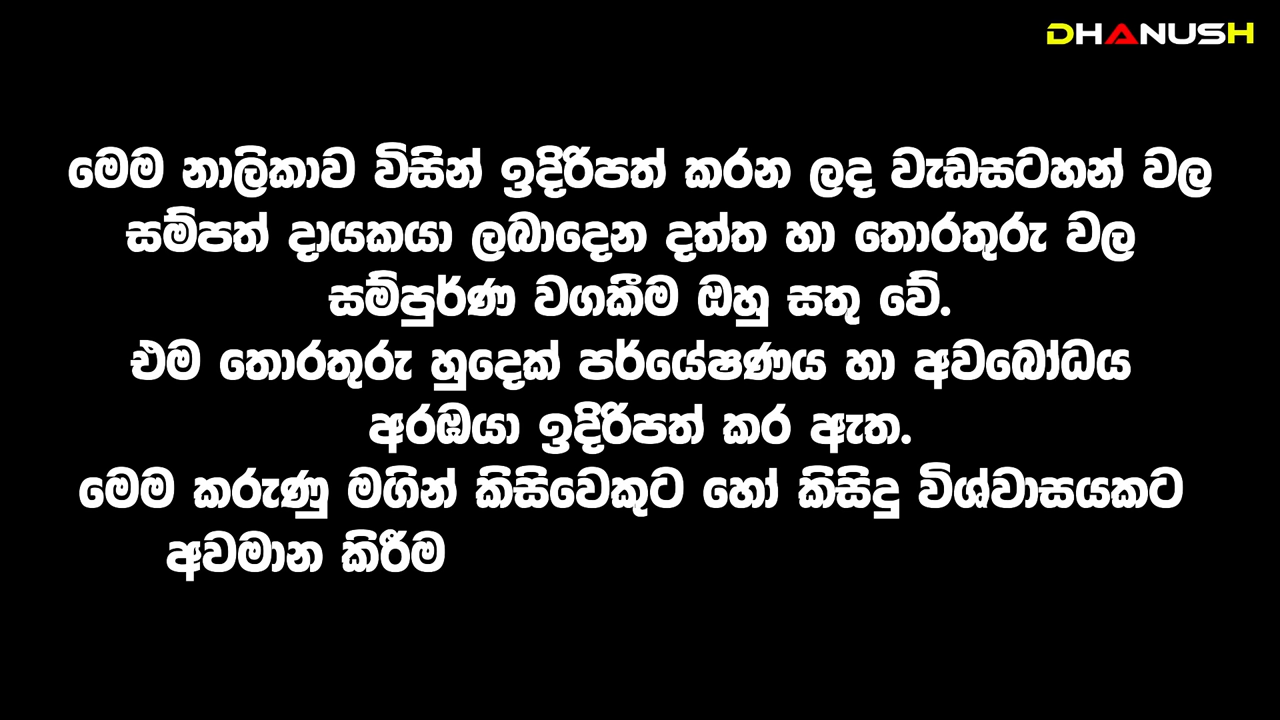 DHANUSH
මෙම නාලිකාව විසින් ඉදිරිපත් කරන ලද වැඩසටහන් වල
සම්පත් දායකයා ලබාදෙන දත්ත හා තොරතුරු වල
සම්පුර්ණ වගකීම ඔහු සතු වේ.
එම තොරතුරු හුදෙක් පර්යේෂණය හා අවබෝධය
අරඹයා ඉදිරිපත් කර ඇත.
මෙම කරුණු මගින් කිසිවෙකුට හෝ කිසිදු විශ්වාසයකට
අවමාන කිරීම